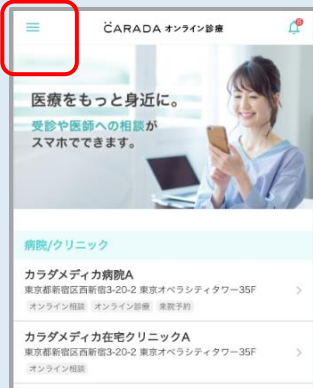 CARADA オンライン診療
医療をもっと身近に。
受診や医師への相談が
スマホでできます。
病院/クリニック
カラダメディカ病院A
東京都新宿区西新宿3-20-2 東京オペラシティタワー35F
オンライン相談 オンライン診療 来院予約
カラダメディカ在宅クリニックA
東京都新宿区西新宿3-20-2 東京オペラシティタワー35F
オンライン相談